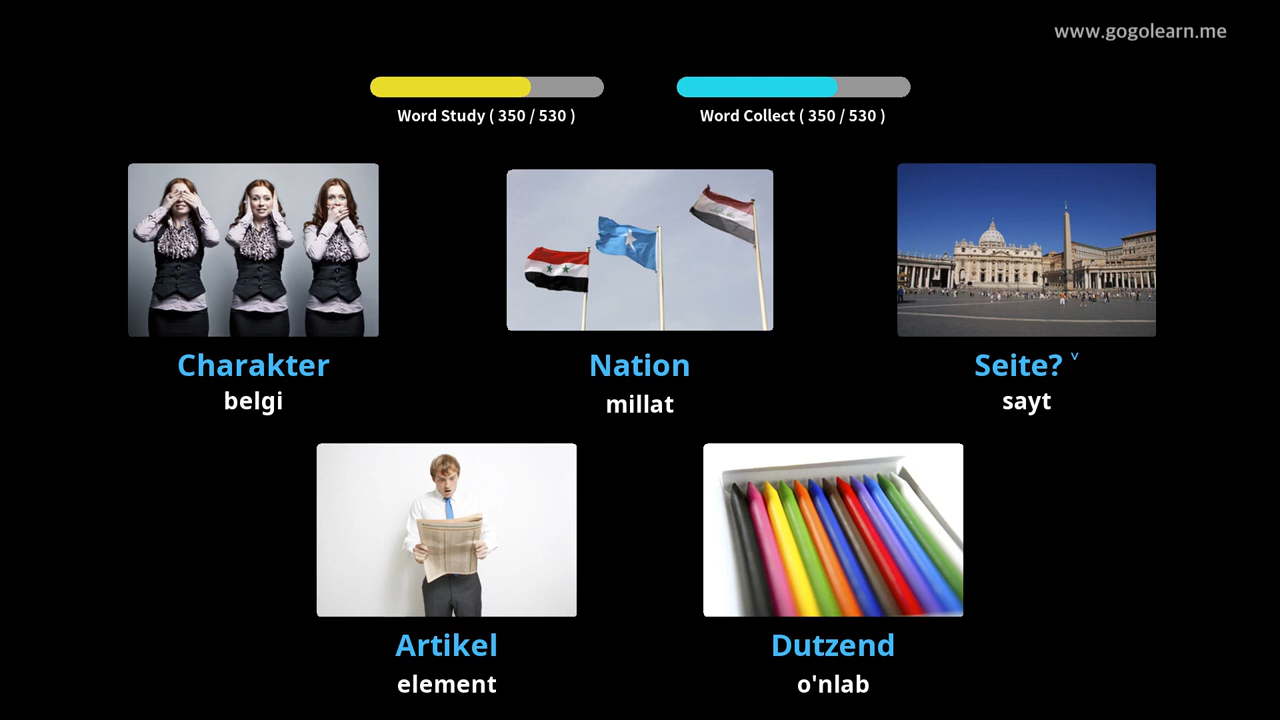 www.gogolearn.me
Word Study ( 350 / 530 )
Word Collect ( 350 / 530 )
Charakter
belgi
Nation
millat
Seite? ᵛ
sayt
Artikel
element
Dutzend
o'nlab